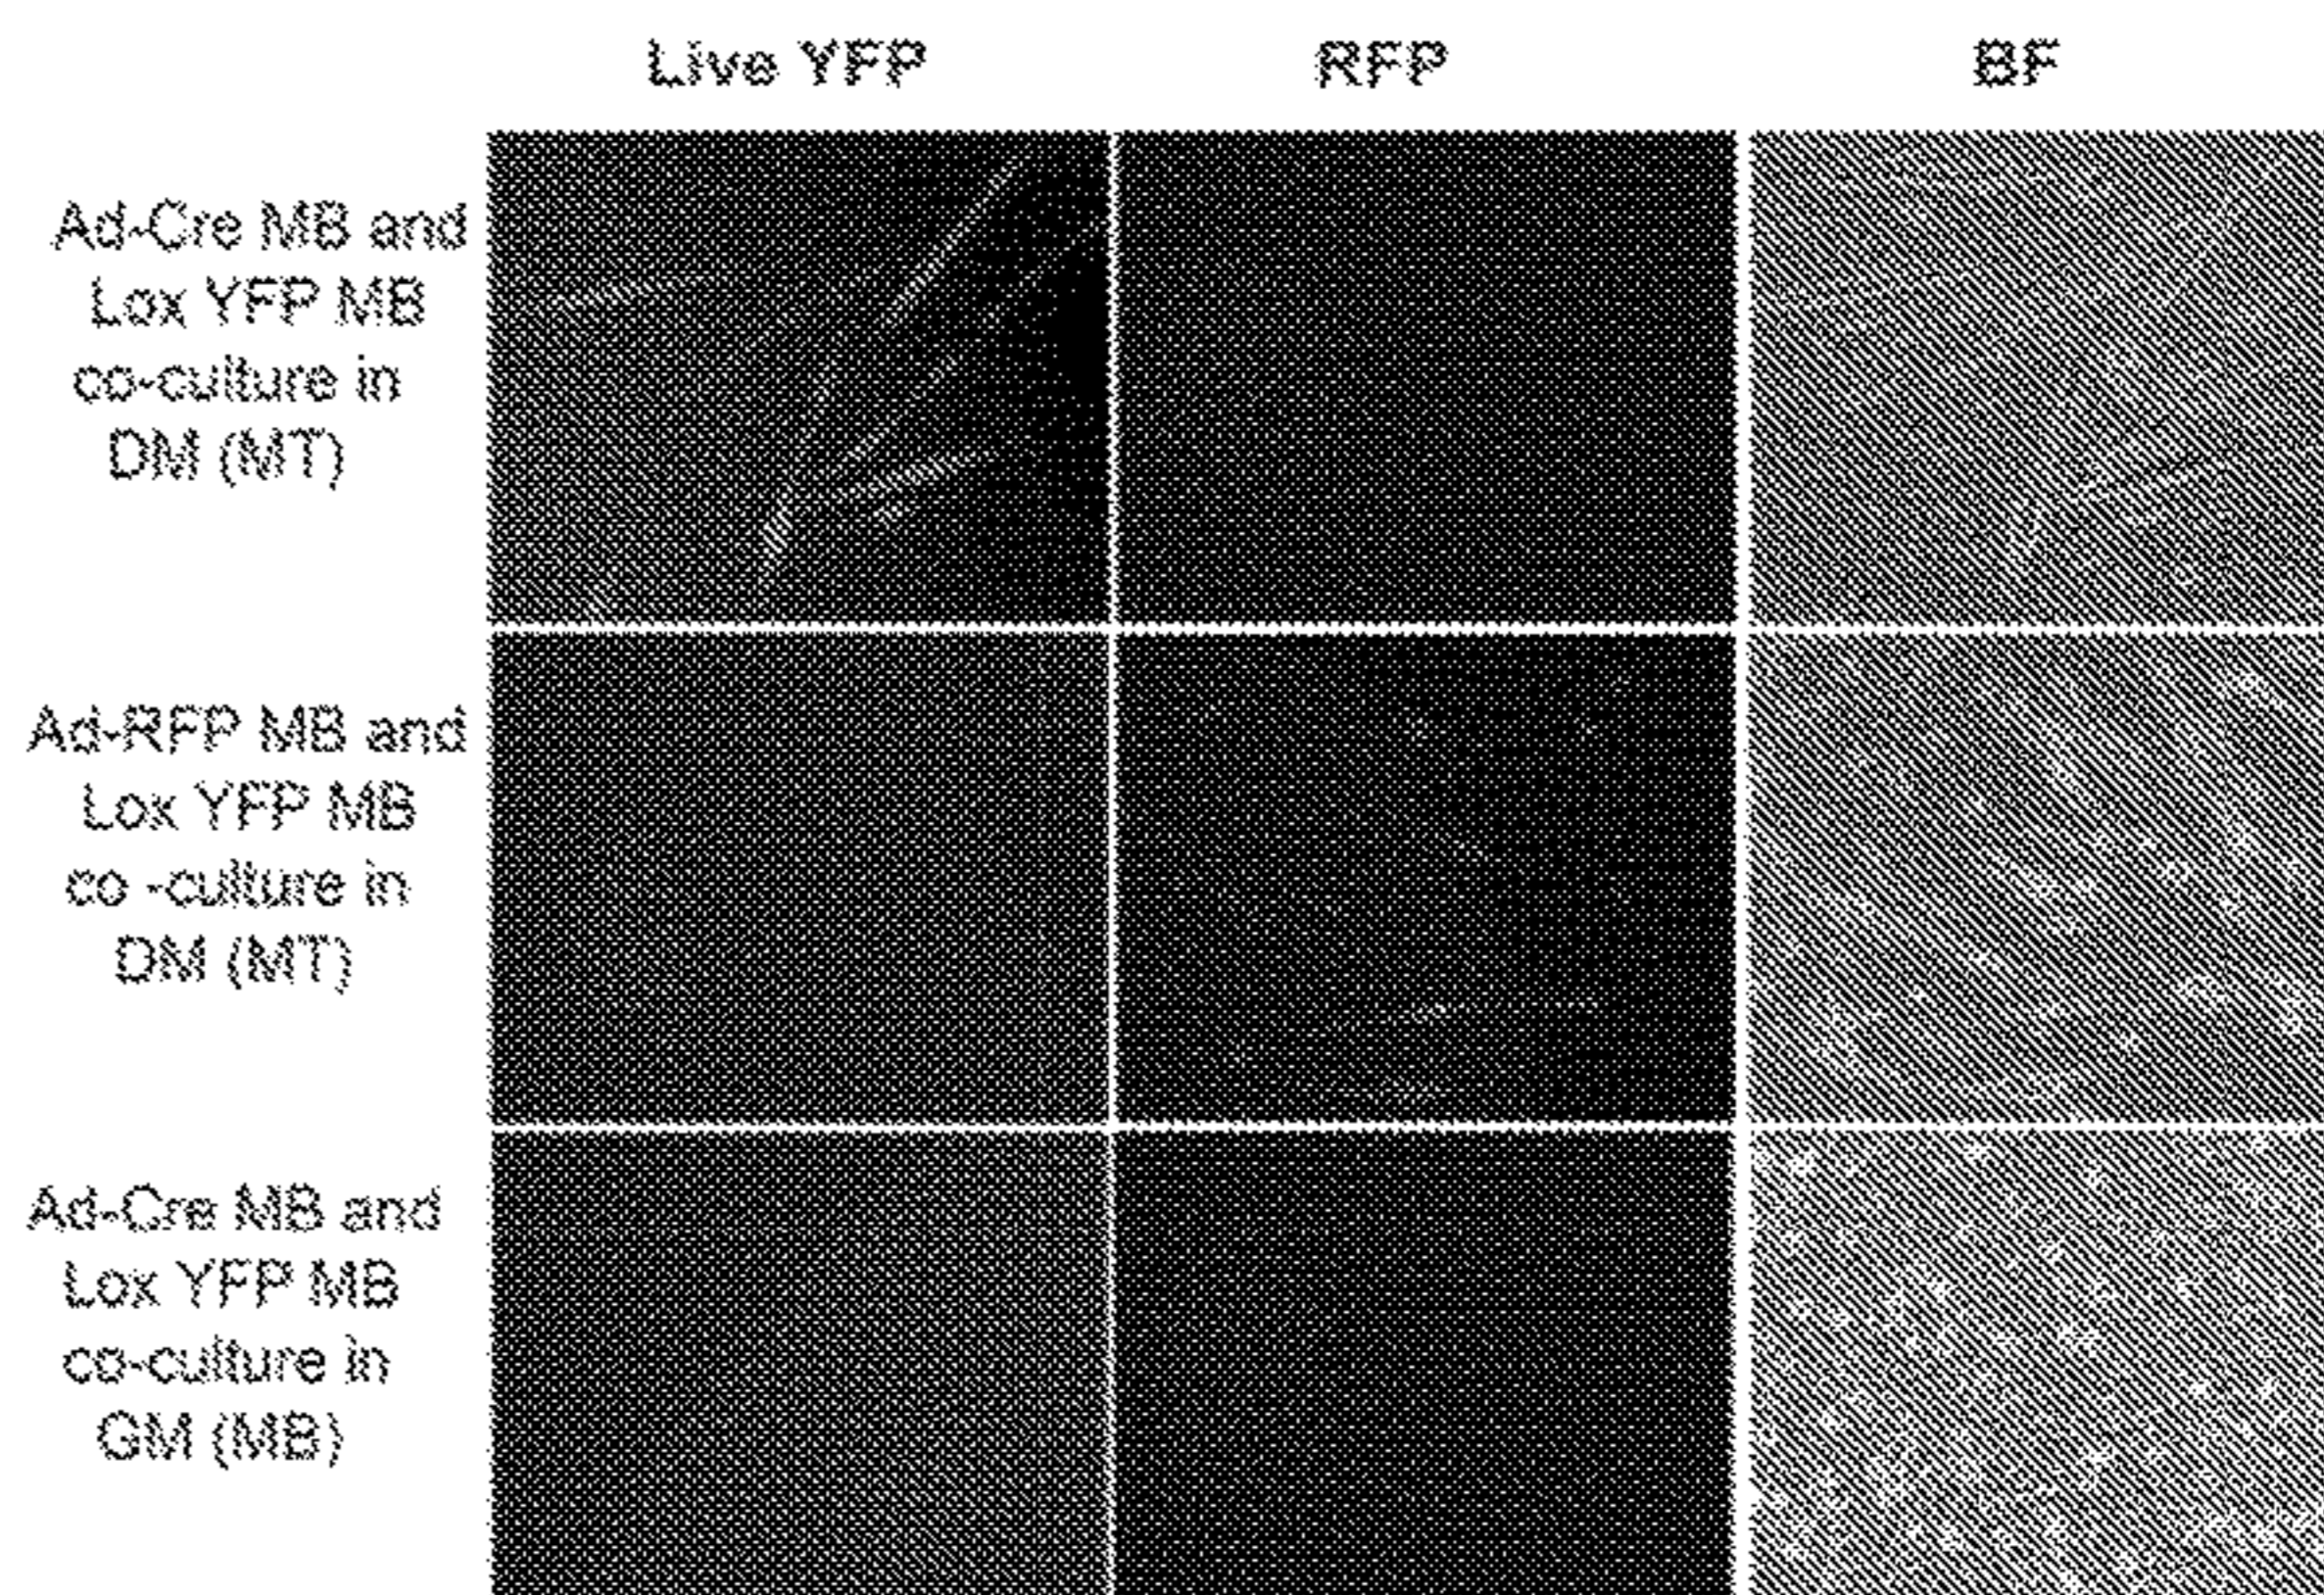 Live YFP RFP BF
Ad-Cre MB and
Lox YFP MB
co-culture in
DM (MT)
Ad-RFP MB and
Lox YFP MB
co -culture in
DM (MT)
Ad-Cre MB and
Lox YFP MB
co-culture in
GM (MB)